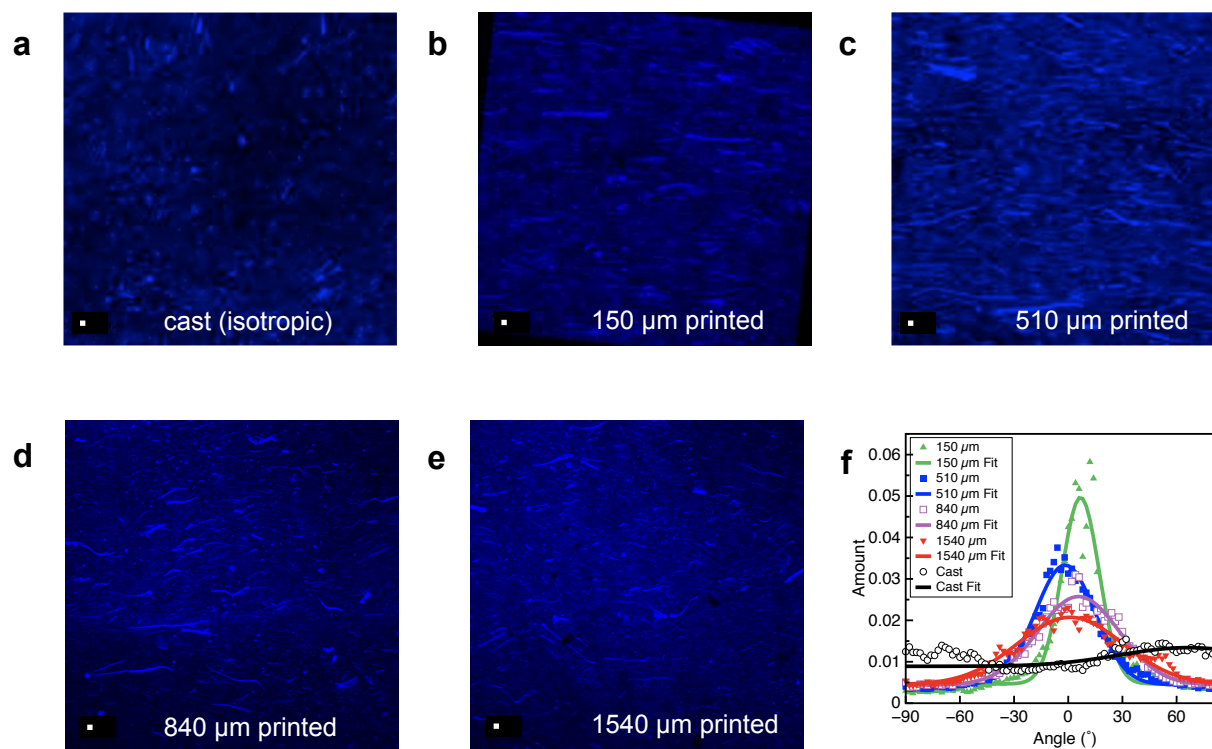 a
cast (isotropic)
b
150 µm printed
c
510 µm printed
d
840 µm printed
e
1540 µm printed
f
150 µm
150 µm Fit
510 µm
510 µm Fit
840 µm
840 µm Fit
1540 µm
1540 µm Fit
Cast
Cast Fit
Amount
0.06
0.05
0.04
0.03
0.02
0.01
0
−90
−60
−30
0
30
60
Angle (˚)